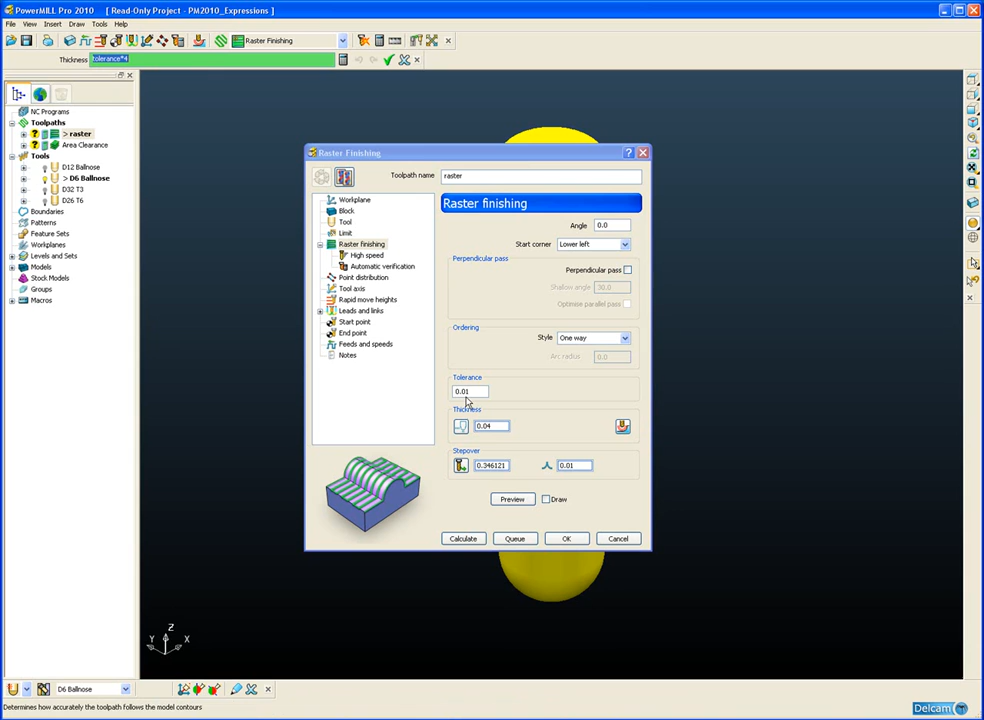 PowerMILL Pro 2010 [ Read-Only Project - PM2010_Expressions ]
File View Insert Draw Tools Help
Raster Finishing
Thickness tolerance*4
NC Programs
Toolpaths
> raster
Area Clearance
Tools
D12 Ballnose
> D6 Ballnose
D32 T3
D26 T6
Boundaries
Patterns
Feature Sets
Workplanes
Levels and Sets
Models
Stock Models
Groups
Macros
Raster Finishing
Toolpath name raster
Workplane
Block
Tool
Limit
Raster finishing
High speed
Automatic verification
Point distribution
Tool axis
Rapid move heights
Leads and links
Start point
End point
Feeds and speeds
Notes
Raster finishing
Angle 0.0
Start corner Lower left
Perpendicular pass
Perpendicular pass
Shallow angle 30.0
Optimise parallel pass
Ordering
Style One way
Arc radius 0.0
Tolerance
0.01
Thickness
0.04
Stepover
0.346121 0.01
Preview Draw
Calculate Queue OK Cancel
Z
Y X
D6 Ballnose
Determines how accurately the toolpath follows the model contours
Delcam